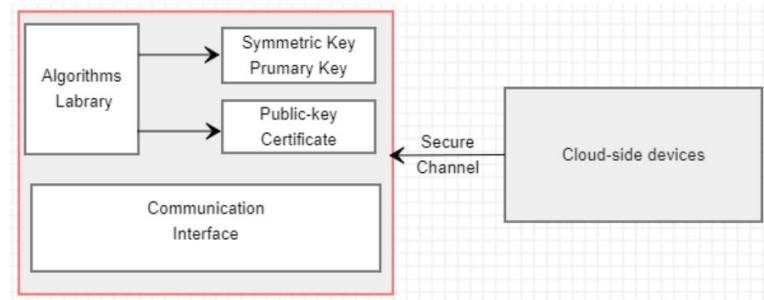 Algorithms
Labrary
Symmetric Key
Prumary Key
Public-key
Certificate
Communication
Interface
Secure
Channel
Cloud-side devices